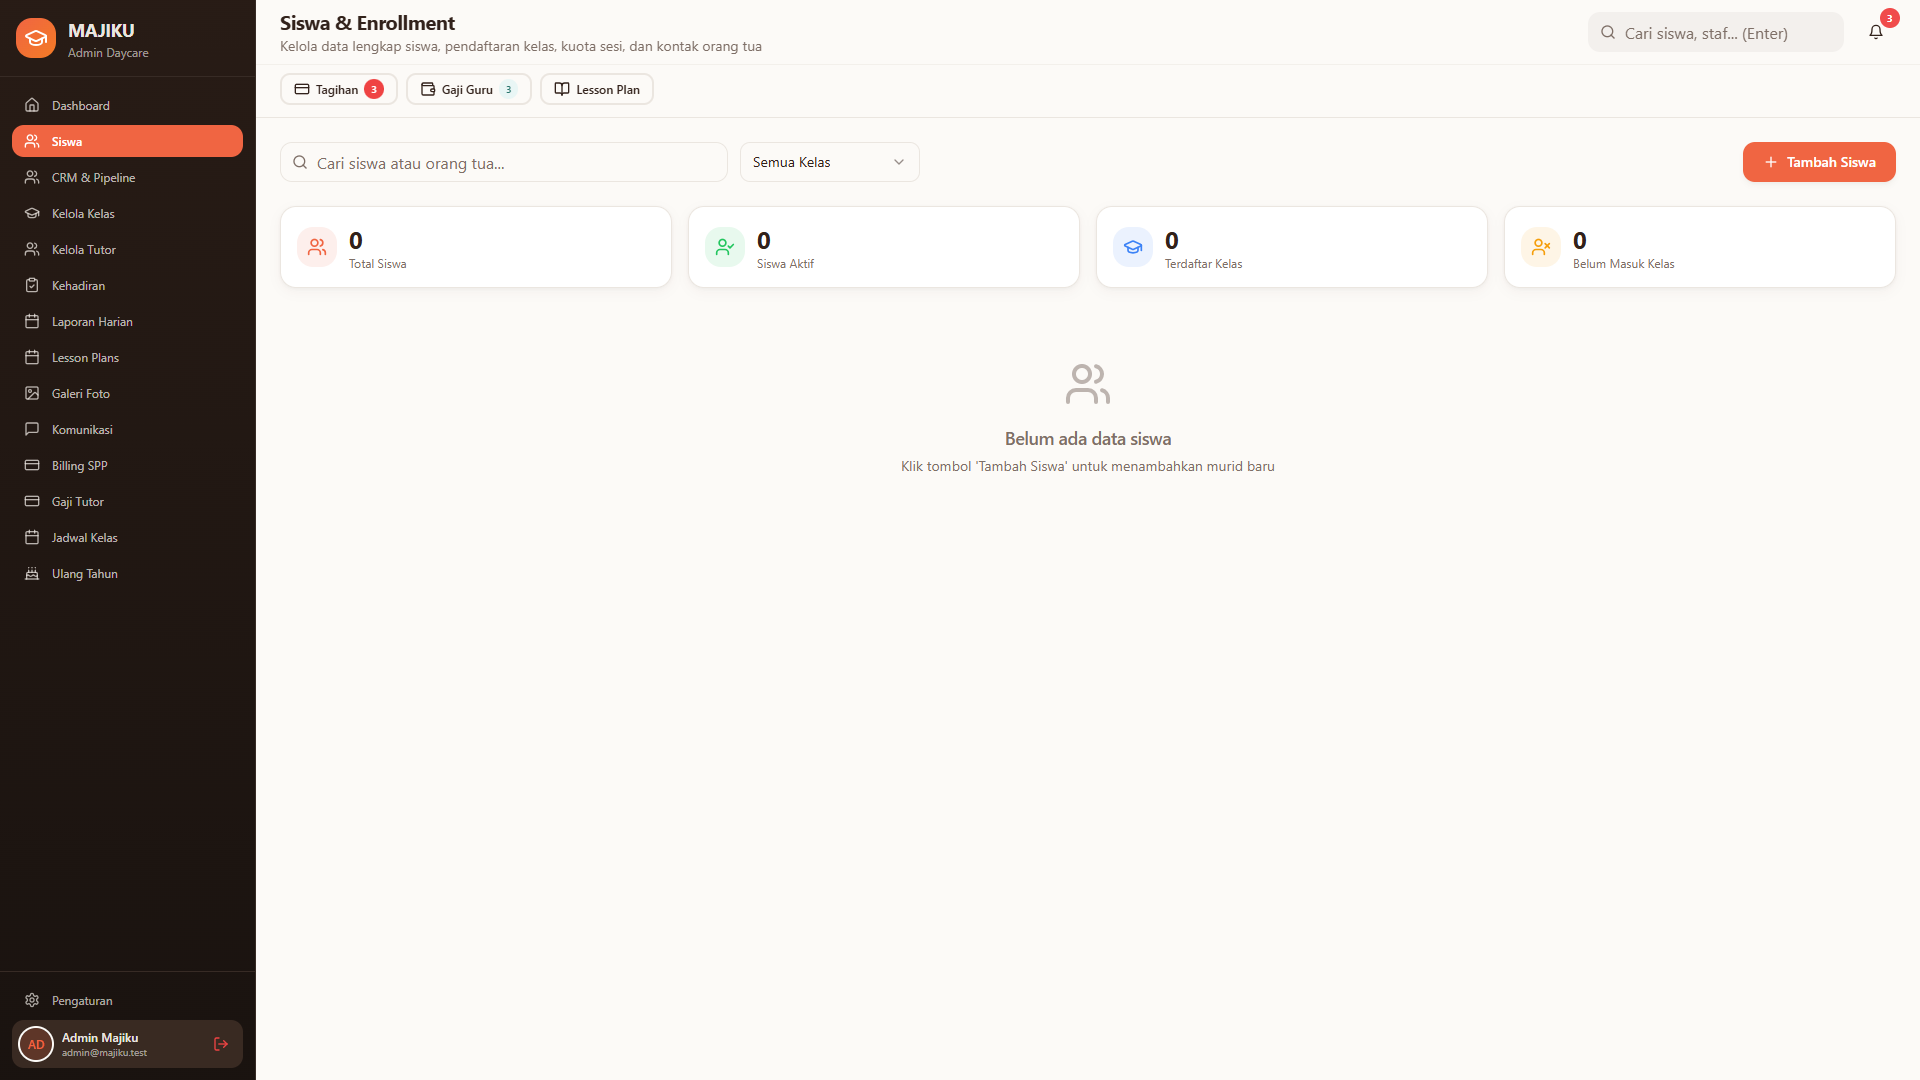 MAJIKU
Admin Daycare
Dashboard
Siswa
CRM & Pipeline
Kelola Kelas
Kelola Tutor
Kehadiran
Laporan Harian
Lesson Plans
Galeri Foto
Komunikasi
Billing SPP
Gaji Tutor
Jadwal Kelas
Ulang Tahun
Pengaturan
AD
Admin Majiku
admin@majiku.test
Siswa & Enrollment
Kelola data lengkap siswa, pendaftaran kelas, kuota sesi, dan kontak orang tua
Cari siswa, staf... (Enter)
3
Tagihan 3
Gaji Guru 3
Lesson Plan
Cari siswa atau orang tua...
Semua Kelas
Tambah Siswa
0
Total Siswa
0
Siswa Aktif
0
Terdaftar Kelas
0
Belum Masuk Kelas
Belum ada data siswa
Klik tombol 'Tambah Siswa' untuk menambahkan murid baru